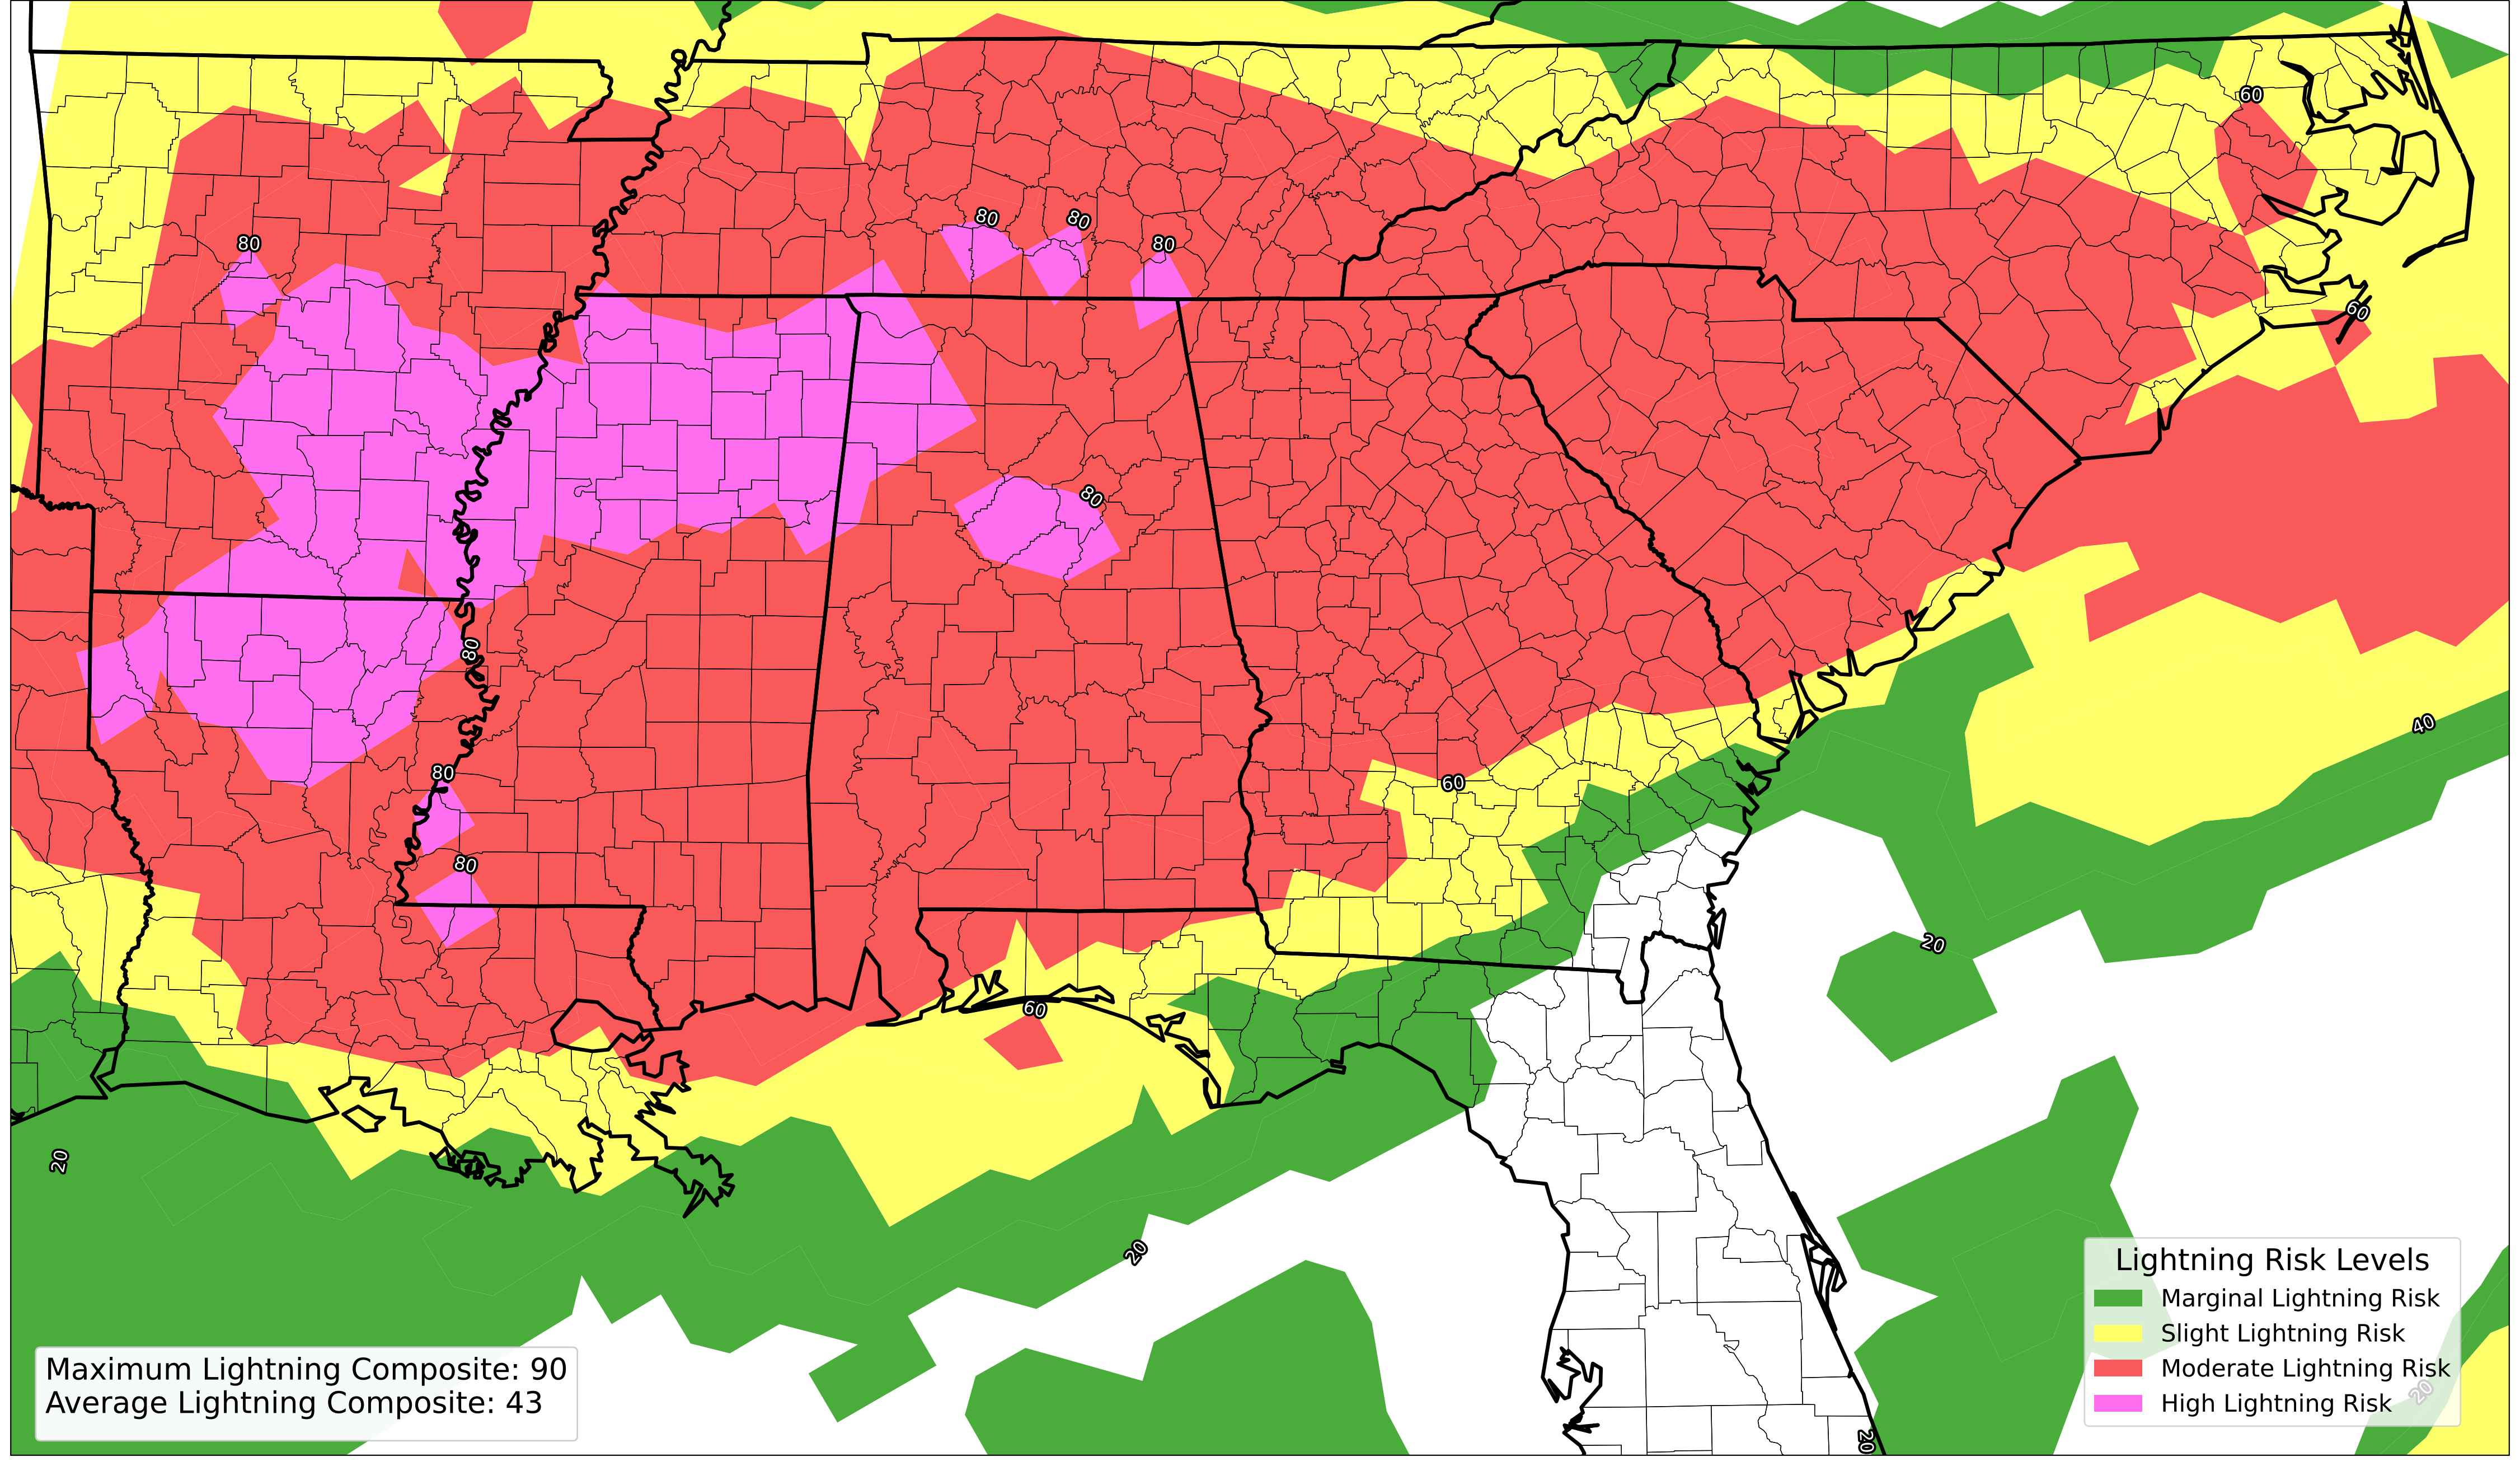 60
80
80
80
80
60
80
80
40
80
60
80
20
60
20
20
Lightning Risk Levels
Marginal Lightning Risk
Slight Lightning Risk
Moderate Lightning Risk
High Lightning Risk
20
20
Maximum Lightning Composite: 90
Average Lightning Composite: 43